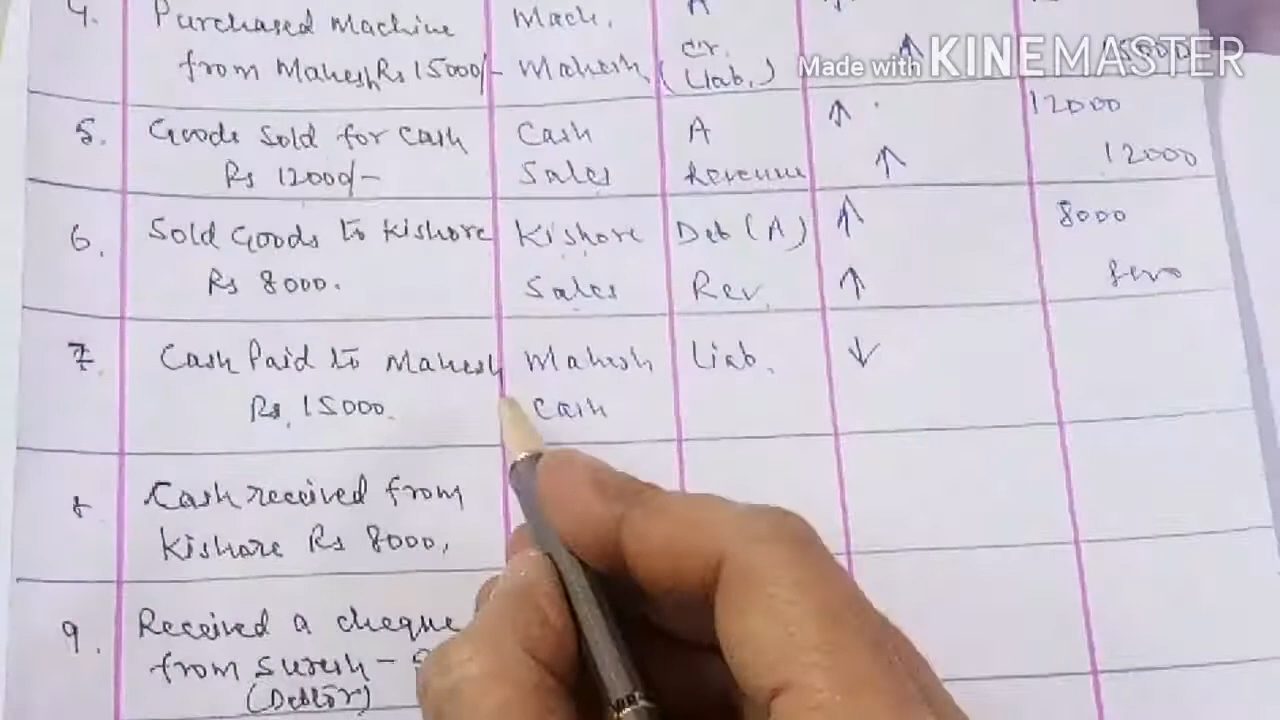 4. Purchased Machine Mach. A
from Mahesh Rs 15000/- Mahesh cr. (Liab.) ↑ 15000
Made with KINEMASTER
5. Goods sold for cash Cash A ↑ 12000
Rs 12000/- Sales Revenue ↑ 12000
6. Sold Goods to Kishore Kishore Deb (A) ↑ 8000
Rs 8000. Sales Rev. ↑ 8000
7. Cash Paid to Mahesh Mahesh Liab. ↓
Rs. 15000. Cash
8 Cash received from
Kishore Rs 8000,
9. Received a cheque
from Suresh -
(Debtor)